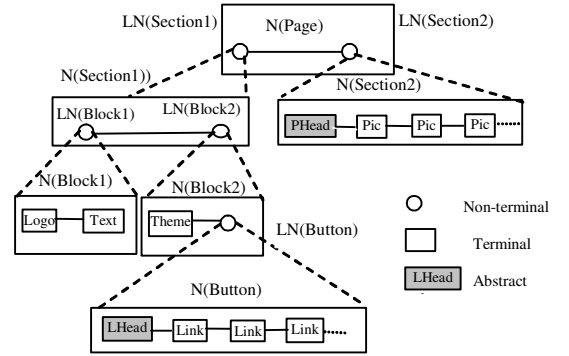 LN(Section1)
N(Page)
LN(Section2)
N(Section1))
N(Section2)
LN(Block1)
LN(Block2)
PHead
Pic
Pic
Pic
......
N(Block1)
N(Block2)
Logo
Text
Theme
LN(Button)
Non-terminal
Terminal
LHead
Abstract
N(Button)
LHead
Link
Link
Link
......